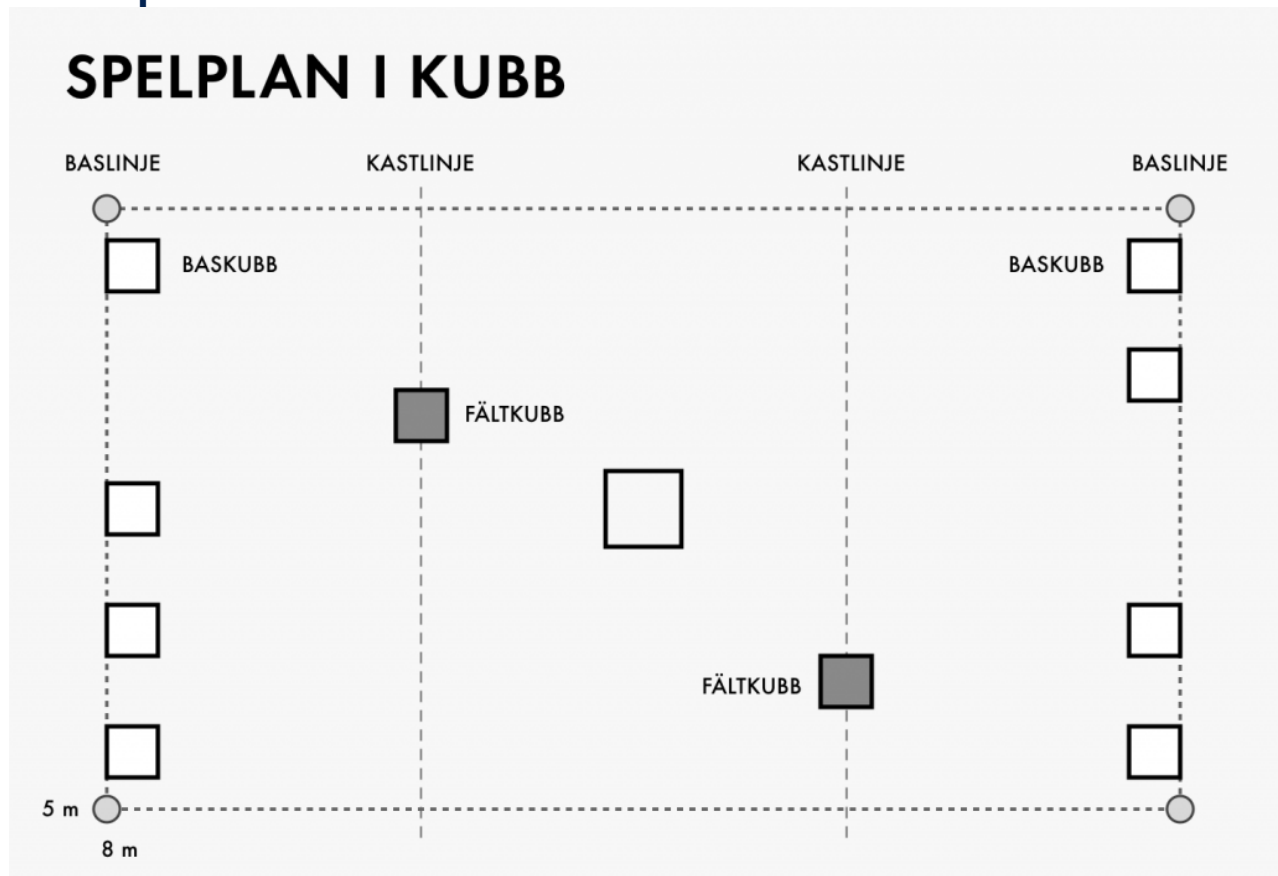 SPELPLAN I KUBB
BASLINJE KASTLINJE KASTLINJE BASLINJE
BASKUBB BASKUBB
FÄLTKUBB
FÄLTKUBB
5 m
8 m